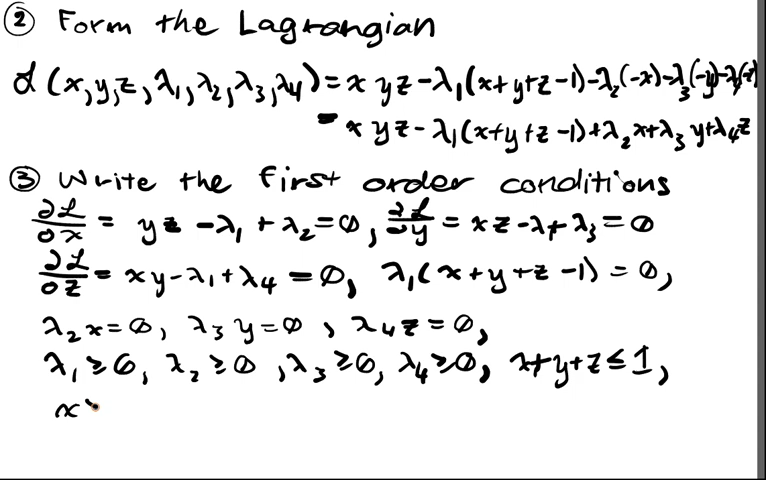 ② Form the Lagrangian
L(x,y,z,λ₁,λ₂,λ₃,λ₄)=xyz-λ₁(x+y+z-1)-λ₂(-x)-λ₃(-y)-λ₄(-z)
=xyz-λ₁(x+y+z-1)+λ₂x+λ₃y+λ₄z
③ Write the first order conditions
∂L/∂x = yz-λ₁+λ₂=0, ∂L/∂y = xz-λ+λ₃=0
∂L/∂z = xy-λ₁+λ₄=0, λ₁(x+y+z-1)=0,
λ₂x=0, λ₃y=0, λ₄z=0,
λ₁≥0, λ₂≥0, λ₃≥0, λ₄≥0, x+y+z≤1,
x